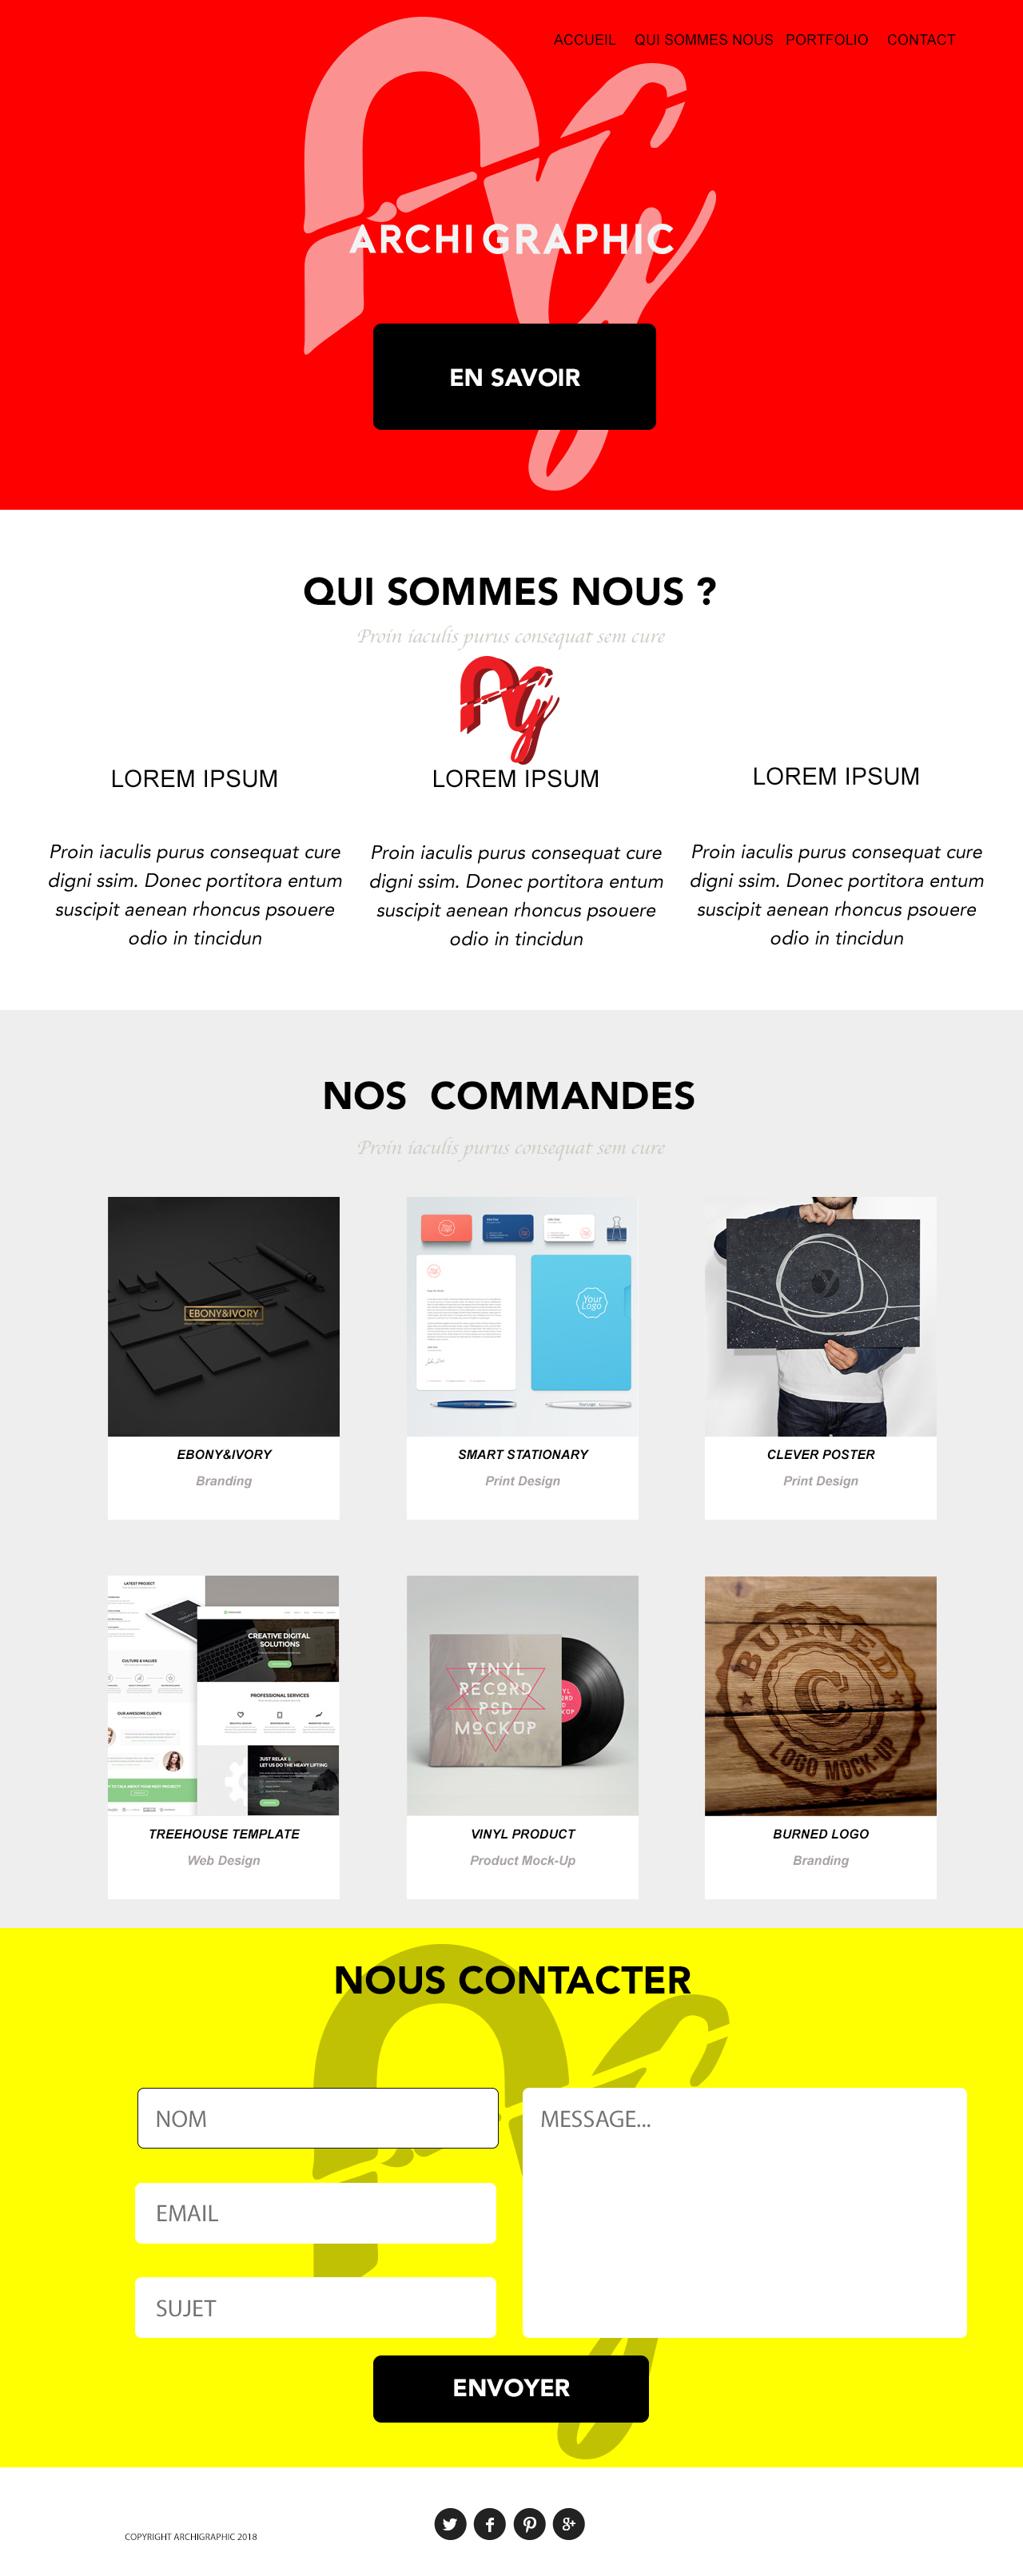 ACCUEIL QUI SOMMES NOUS PORTFOLIO CONTACT
ARCHIGRAPHIC
EN SAVOIR
QUI SOMMES NOUS ?
Proin iaculis purus consequat sem cure
LOREM IPSUM
Proin iaculis purus consequat cure
digni ssim. Donec portitora entum
suscipit aenean rhoncus psouere
odio in tincidun
LOREM IPSUM
Proin iaculis purus consequat cure
digni ssim. Donec portitora entum
suscipit aenean rhoncus psouere
odio in tincidun
LOREM IPSUM
Proin iaculis purus consequat cure
digni ssim. Donec portitora entum
suscipit aenean rhoncus psouere
odio in tincidun
NOS COMMANDES
Proin iaculis purus consequat sem cure
EBONY&IVORY
EBONY&IVORY
Branding
Your
Logo
SMART STATIONARY
Print Design
CLEVER POSTER
Print Design
LATEST PROJECT
CULTURE & VALUES
OUR AWESOME CLIENTS
CREATIVE DIGITAL
SOLUTIONS
PROFESSIONAL SERVICES
JUST RELAX &
LET US DO THE HEAVY LIFTING
TREEHOUSE TEMPLATE
Web Design
VINYL
RECORD
PSD
MOCKUP
VINYL PRODUCT
Product Mock-Up
BURNED
C
LOGO MOCK-UP
BURNED LOGO
Branding
NOUS CONTACTER
NOM
EMAIL
SUJET
MESSAGE...
ENVOYER
COPYRIGHT ARCHIGRAPHIC 2018